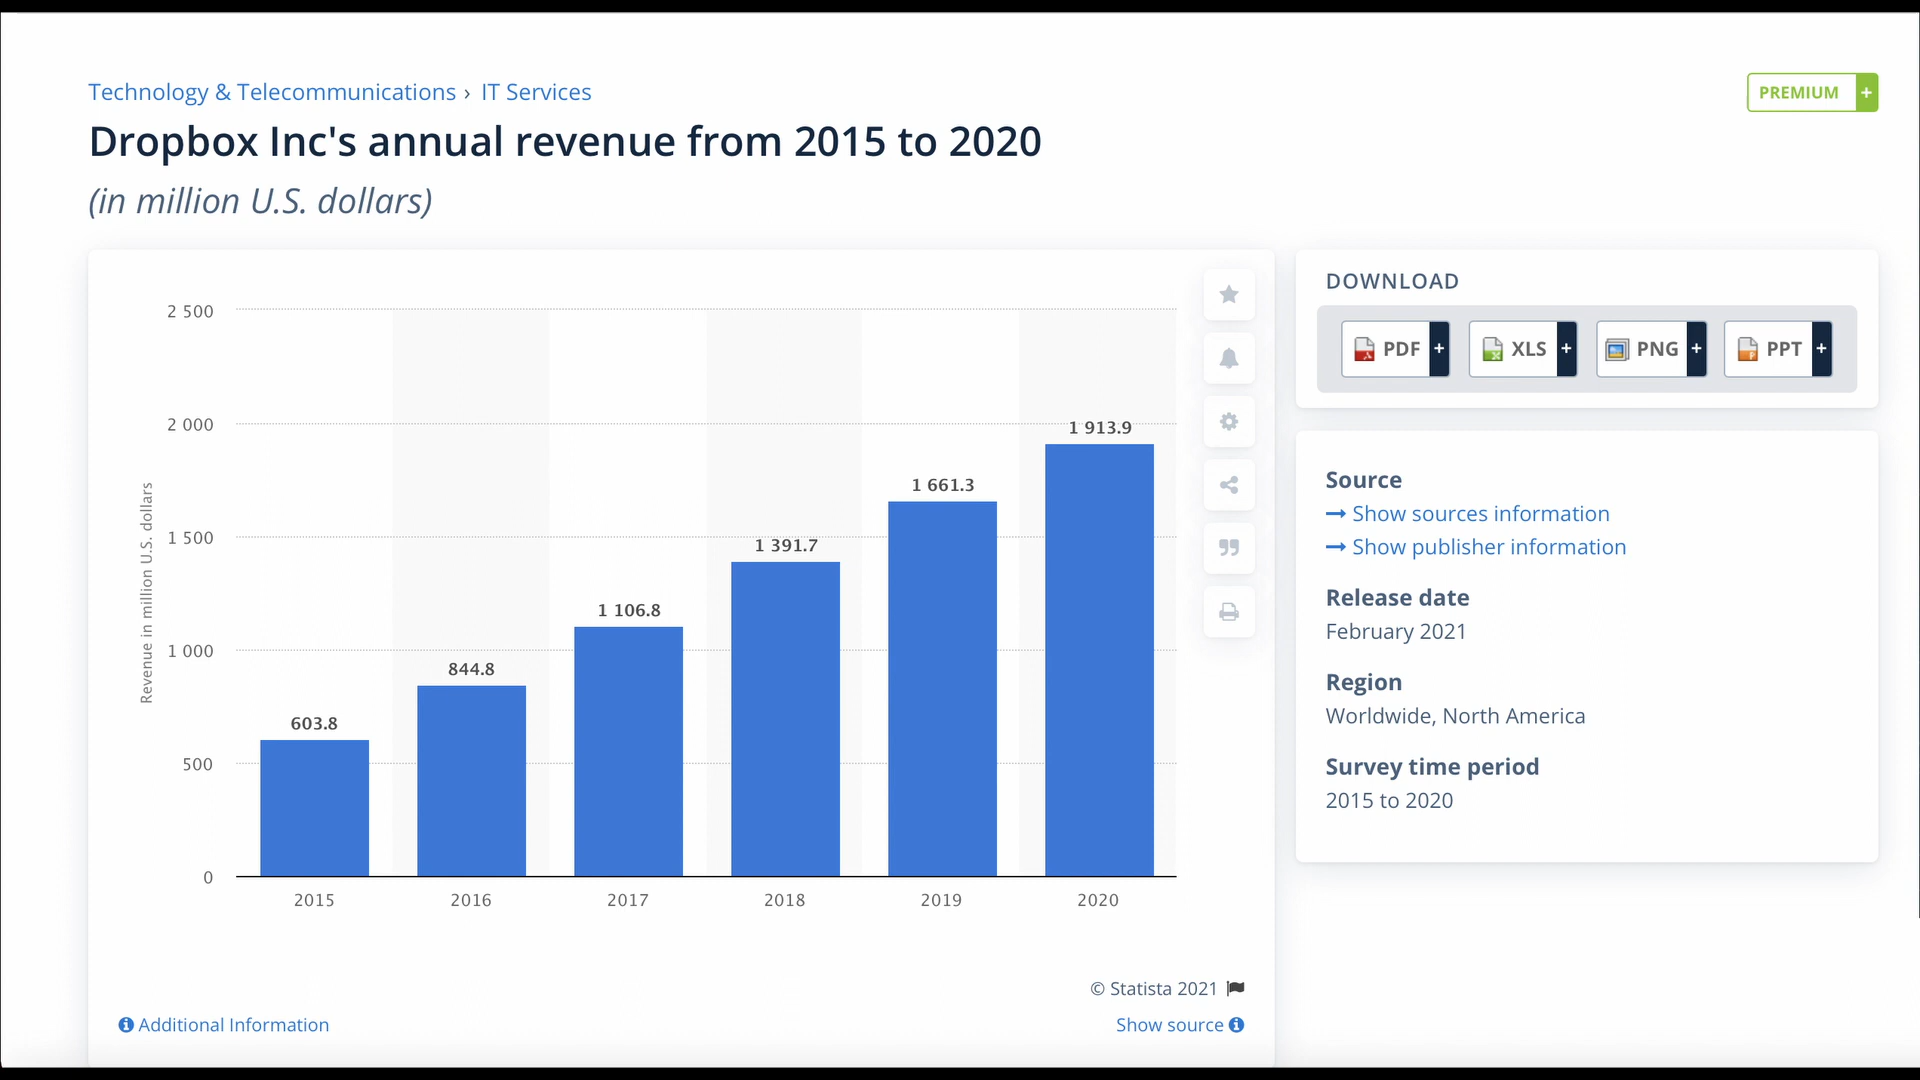 Technology & Telecommunications › IT Services
PREMIUM +
Dropbox Inc's annual revenue from 2015 to 2020
(in million U.S. dollars)
Revenue in million U.S. dollars
2 500
2 000
1 500
1 000
500
0
603.8
844.8
1 106.8
1 391.7
1 661.3
1 913.9
2015 2016 2017 2018 2019 2020
© Statista 2021
Additional Information
Show source
DOWNLOAD
PDF + XLS + PNG + PPT +
Source
Show sources information
Show publisher information
Release date
February 2021
Region
Worldwide, North America
Survey time period
2015 to 2020